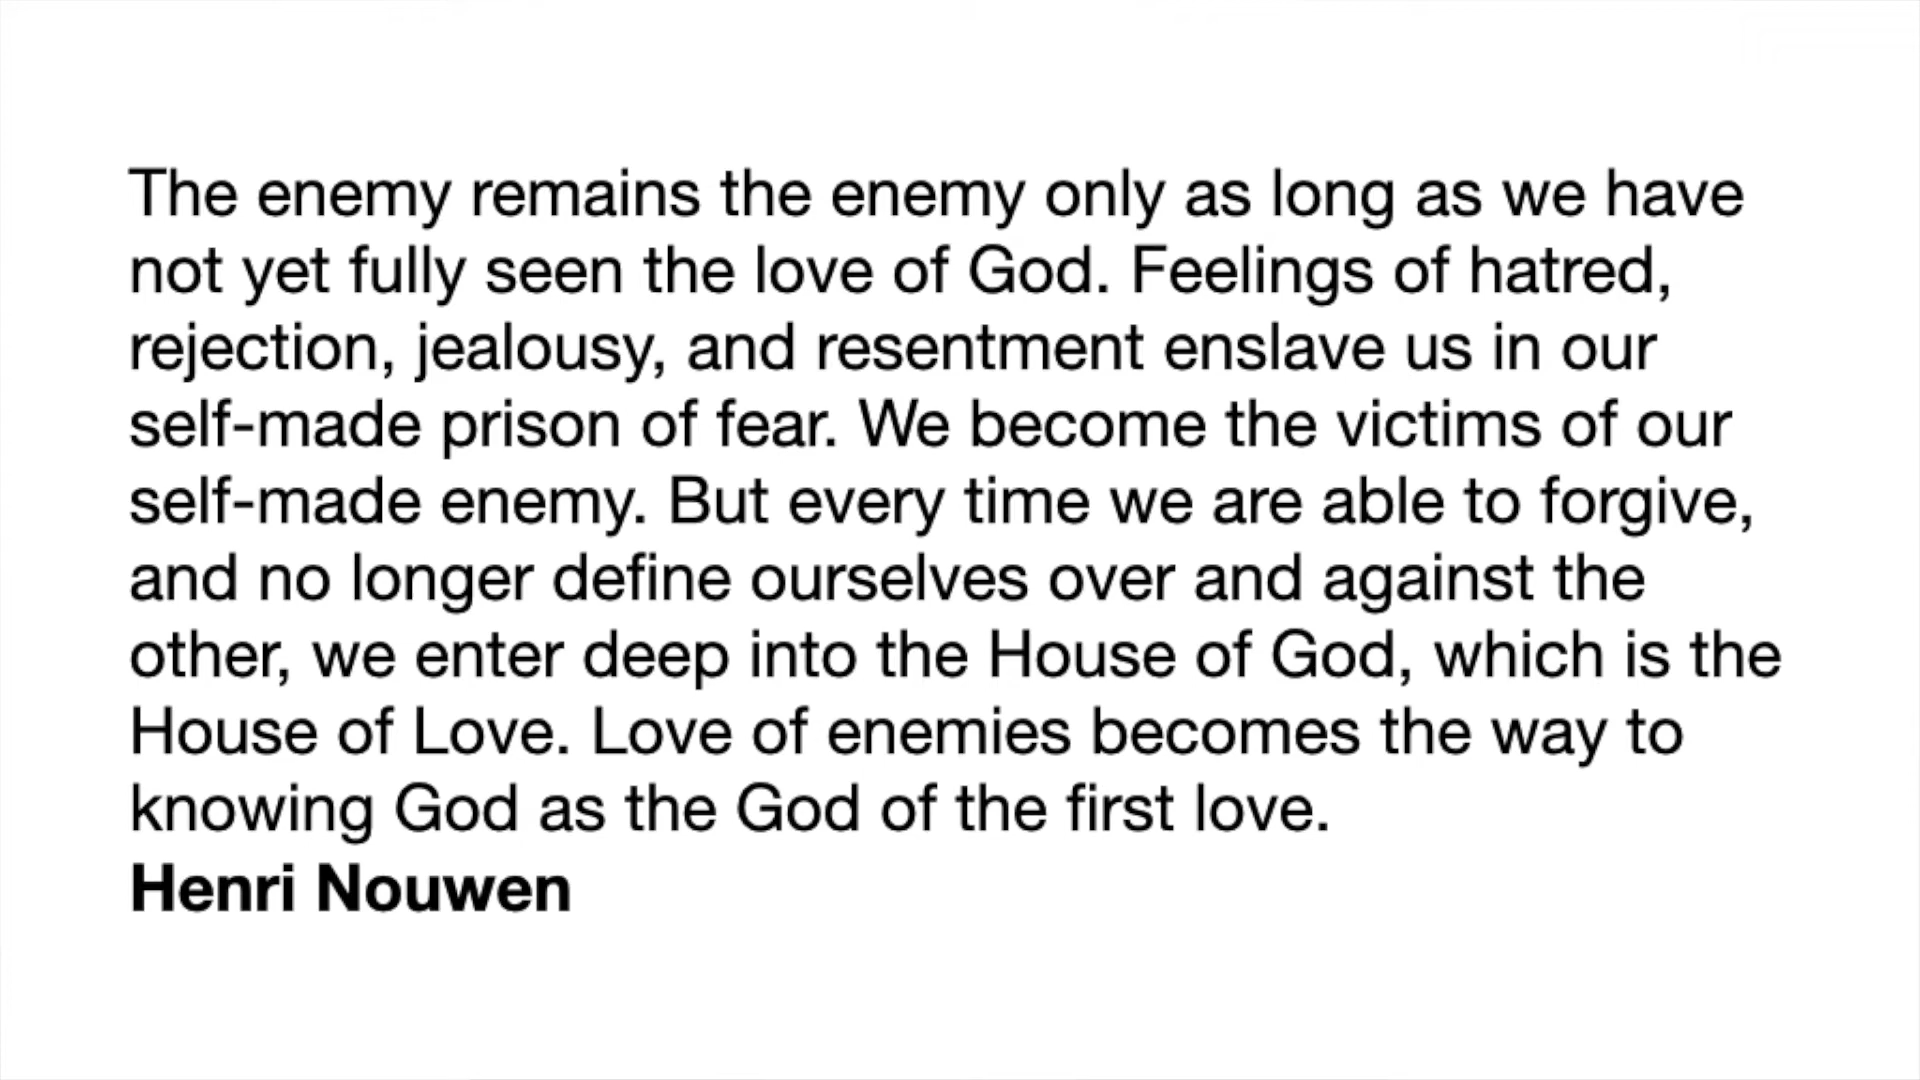 The enemy remains the enemy only as long as we have
not yet fully seen the love of God. Feelings of hatred,
rejection, jealousy, and resentment enslave us in our
self-made prison of fear. We become the victims of our
self-made enemy. But every time we are able to forgive,
and no longer define ourselves over and against the
other, we enter deep into the House of God, which is the
House of Love. Love of enemies becomes the way to
knowing God as the God of the first love.
Henri Nouwen